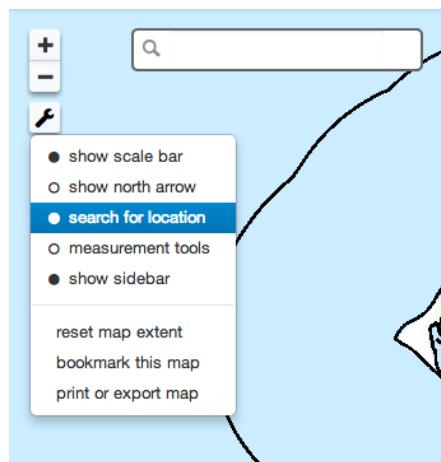 +
−
show scale bar
show north arrow
search for location
measurement tools
show sidebar
reset map extent
bookmark this map
print or export map